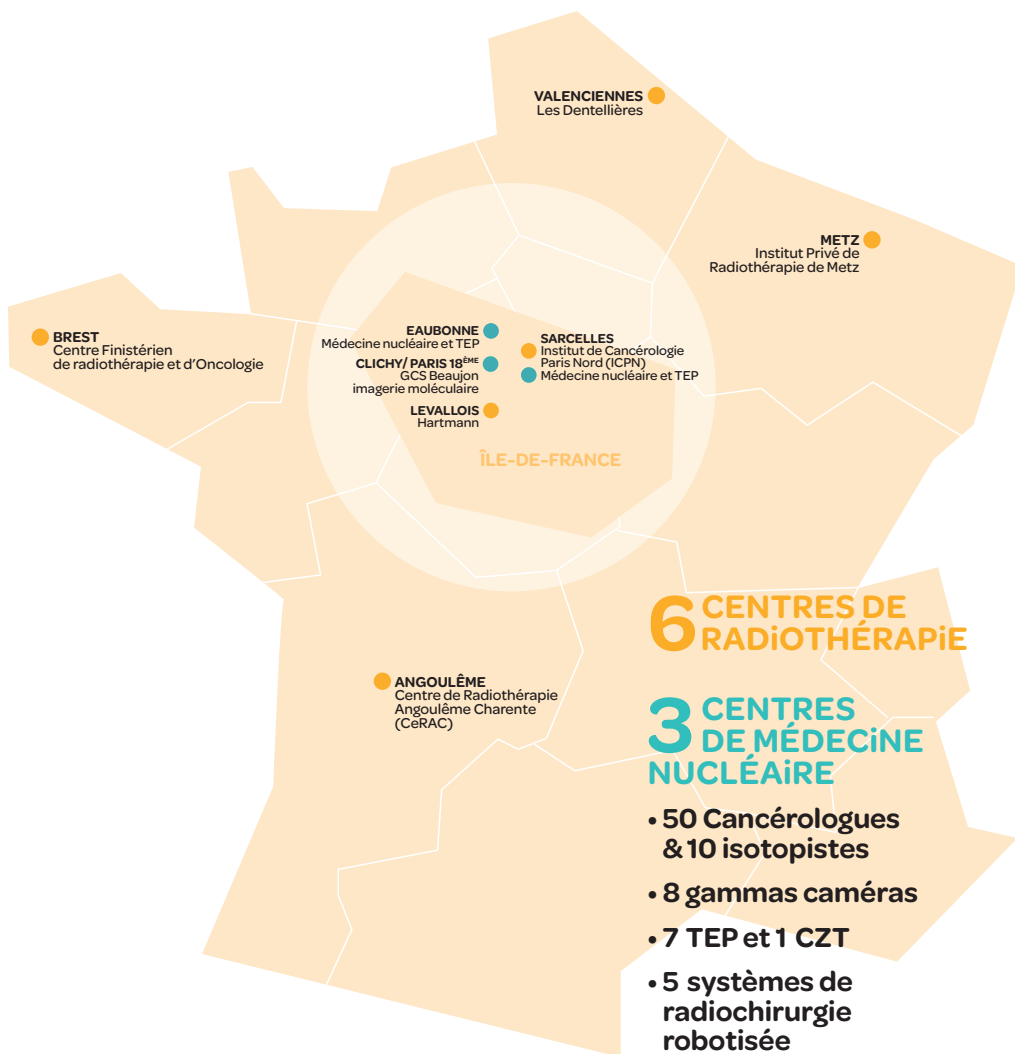 VALENCIENNES
Les Dentellières
METZ
Institut Privé de
Radiothérapie de Metz
BREST
Centre Finistérien
de radiothérapie et d’Oncologie
EAUBONNE
Médecine nucléaire et TEP
CLICHY/ PARIS 18ÈME
GCS Beaujon
imagerie moléculaire
LEVALLOIS
Hartmann
SARCELLES
Institut de Cancérologie
Paris Nord (ICPN)
Médecine nucléaire et TEP
ÎLE-DE-FRANCE
ANGOULÊME
Centre de Radiothérapie
Angoulême Charente
(CeRAC)
6 CENTRES DE
RADiOTHÉRAPiE
3 CENTRES
DE MÉDECiNE
NUCLÉAiRE
• 50 Cancérologues
& 10 isotopistes
• 8 gammas caméras
• 7 TEP et 1 CZT
• 5 systèmes de
radiochirurgie
robotisée